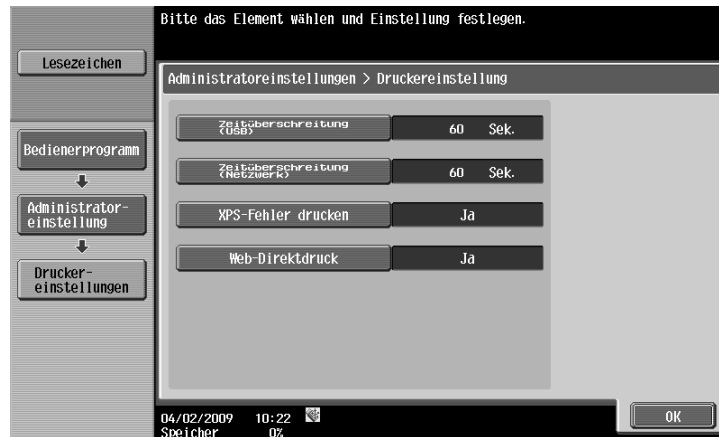 Bitte das Element wählen und Einstellung festlegen.
Lesezeichen
Administratoreinstellungen > Druckereinstellung
Zeitüberschreitung
(USB)
60 Sek.
Bedienerprogramm
Zeitüberschreitung
(Netzwerk)
60 Sek.
Administrator-
einstellung
XPS-Fehler drucken
Ja
Web-Direktdruck
Ja
Drucker-
einstellungen
04/02/2009 10:22
Speicher 0%
OK